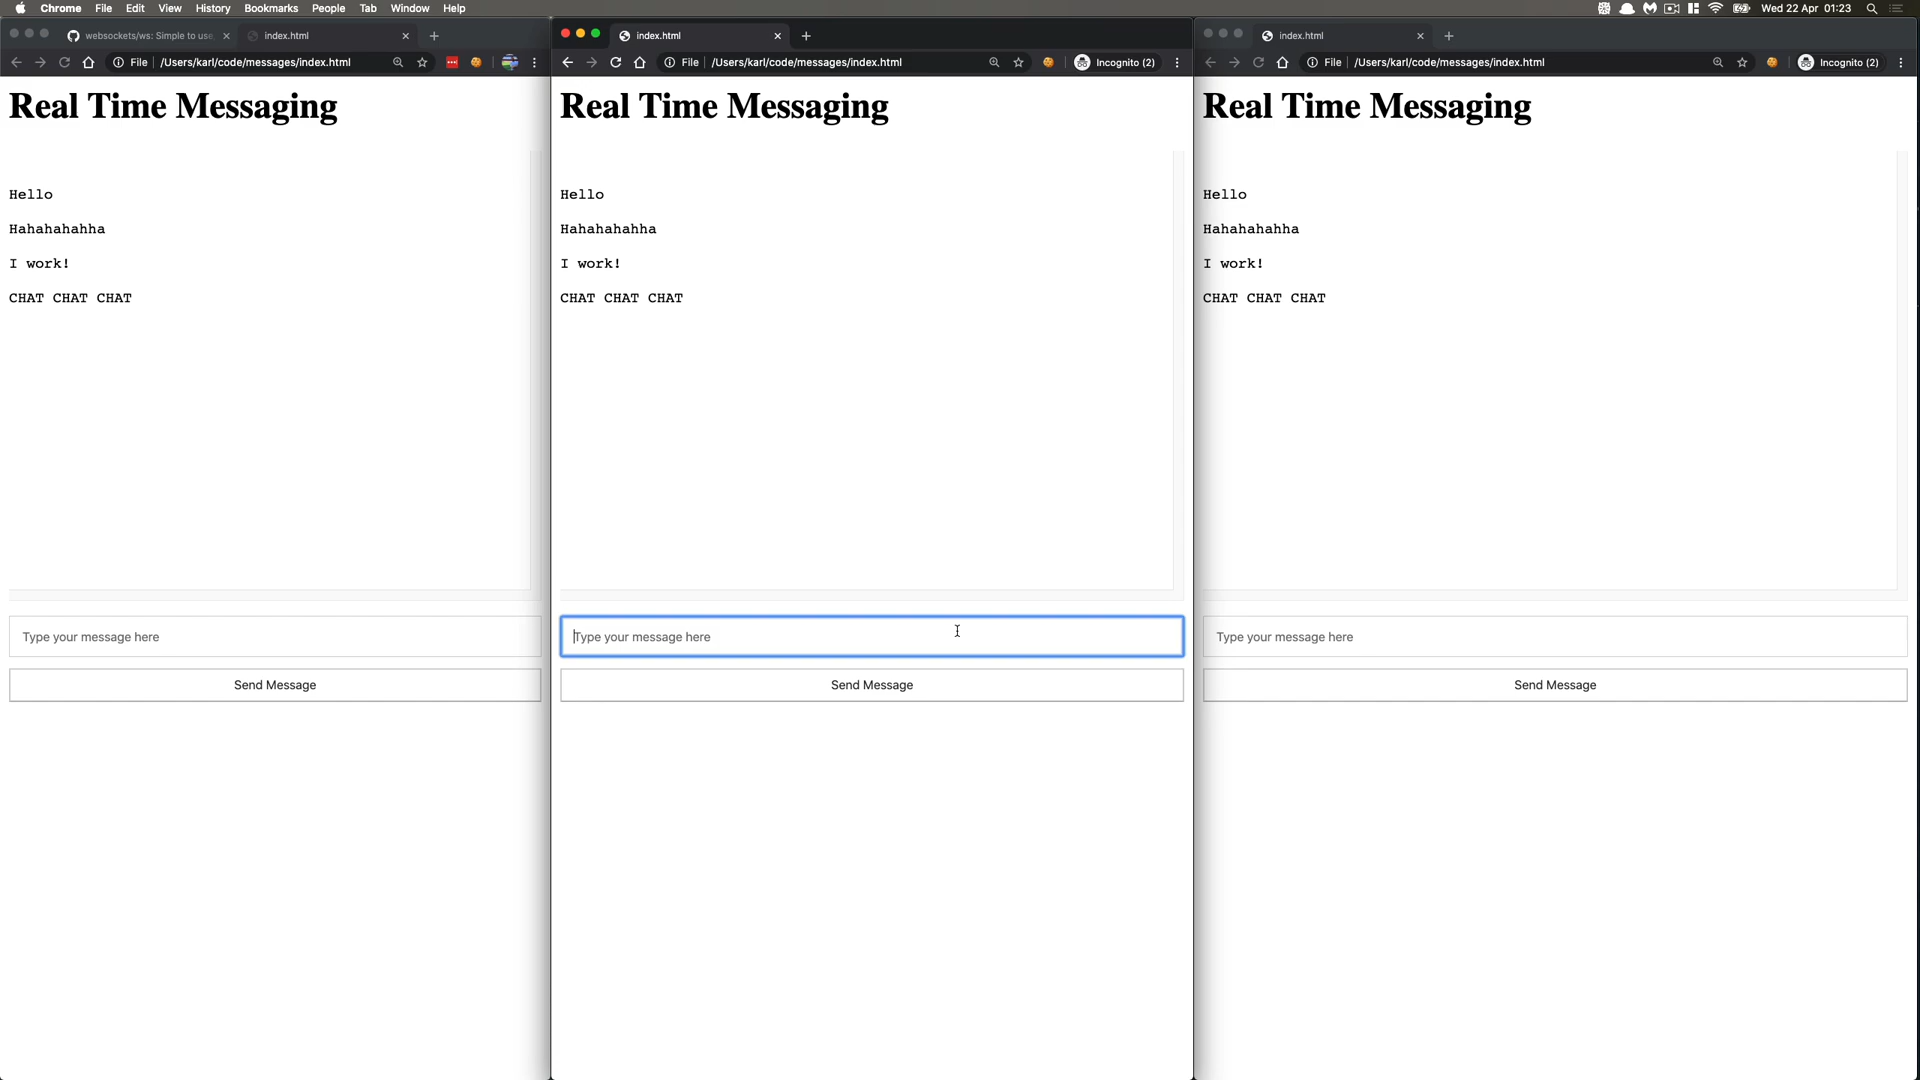 Chrome File Edit View History Bookmarks People Tab Window Help Wed 22 Apr 01:23
websockets/ws: Simple to use, index.html
File /Users/karl/code/messages/index.html
Real Time Messaging
Hello
Hahahahahha
I work!
CHAT CHAT CHAT
Type your message here
Send Message
index.html
File /Users/karl/code/messages/index.html Incognito (2)
Real Time Messaging
Hello
Hahahahahha
I work!
CHAT CHAT CHAT
Type your message here
Send Message
index.html
File /Users/karl/code/messages/index.html Incognito (2)
Real Time Messaging
Hello
Hahahahahha
I work!
CHAT CHAT CHAT
Type your message here
Send Message